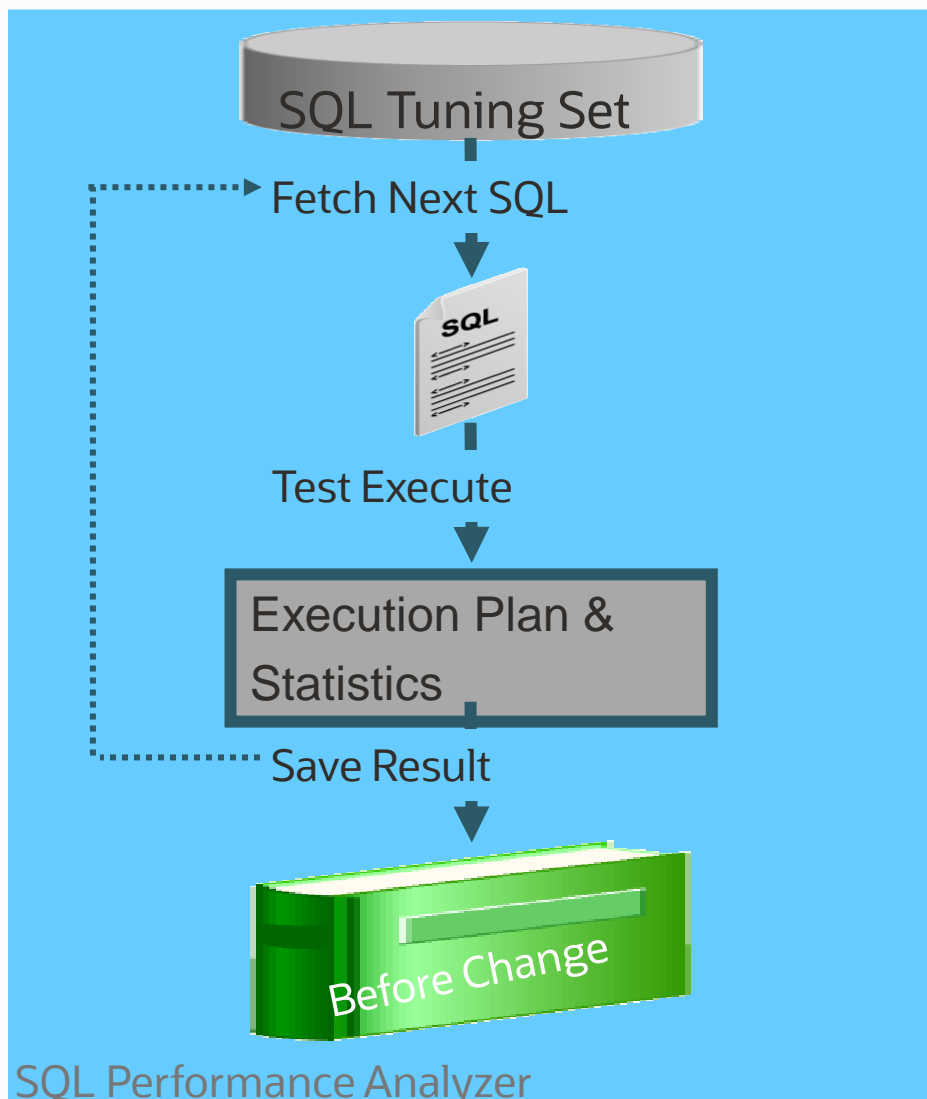 SQL Tuning Set
Fetch Next SQL
SQL
Test Execute
Execution Plan &
Statistics
Save Result
Before Change
SQL Performance Analyzer